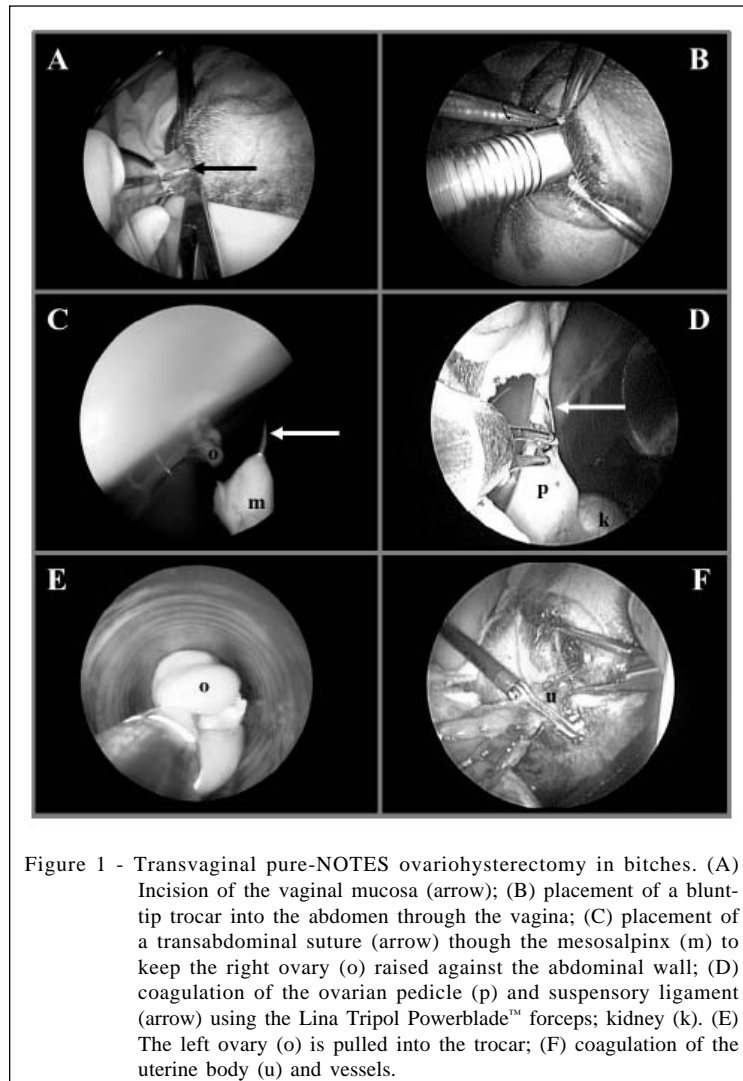 A
B
C
o
m
D
p
k
E
o
F
u
Figure 1 - Transvaginal pure-NOTES ovariohysterectomy in bitches. (A)
Incision of the vaginal mucosa (arrow); (B) placement of a blunt-
tip trocar into the abdomen through the vagina; (C) placement of
a transabdominal suture (arrow) though the mesosalpinx (m) to
keep the right ovary (o) raised against the abdominal wall; (D)
coagulation of the ovarian pedicle (p) and suspensory ligament
(arrow) using the Lina Tripol Powerblade™ forceps; kidney (k). (E)
The left ovary (o) is pulled into the trocar; (F) coagulation of the
uterine body (u) and vessels.